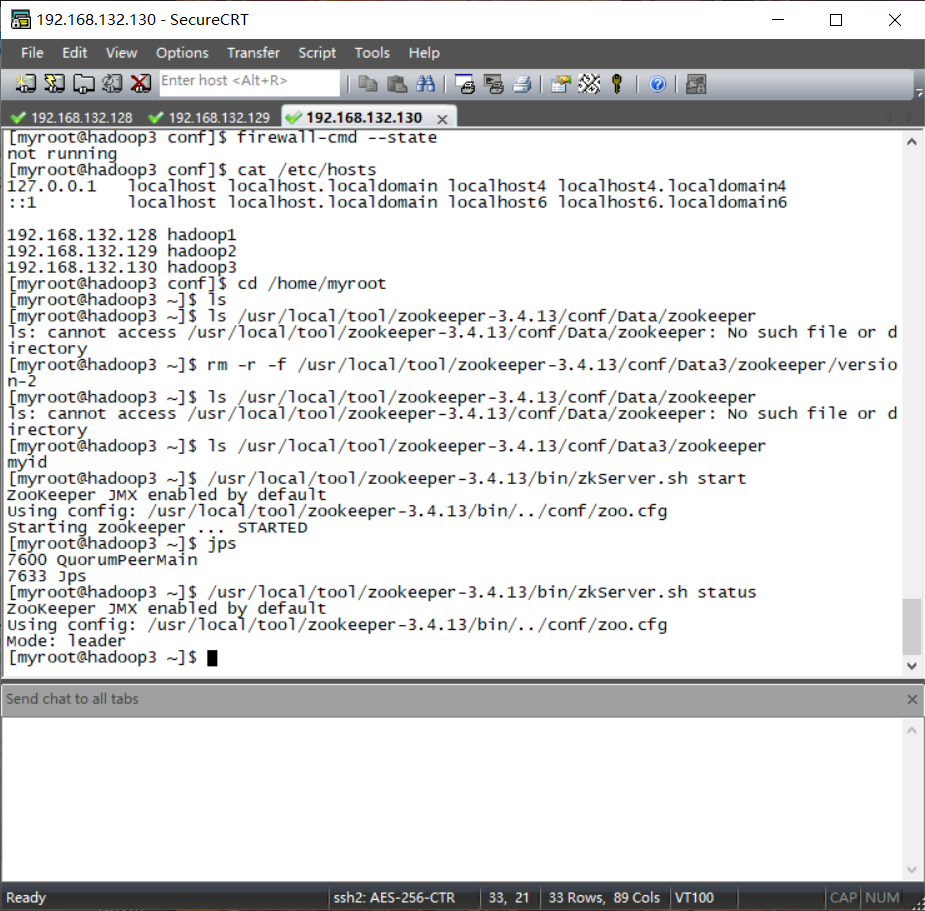 192.168.132.130 - SecureCRT
File Edit View Options Transfer Script Tools Help
Enter host <Alt+R>
192.168.132.128 192.168.132.129 192.168.132.130
[myroot@hadoop3 conf]$ firewall-cmd --state
not running
[myroot@hadoop3 conf]$ cat /etc/hosts
127.0.0.1   localhost localhost.localdomain localhost4 localhost4.localdomain4
::1         localhost localhost.localdomain localhost6 localhost6.localdomain6
192.168.132.128 hadoop1
192.168.132.129 hadoop2
192.168.132.130 hadoop3
[myroot@hadoop3 conf]$ cd /home/myroot
[myroot@hadoop3 ~]$ ls
[myroot@hadoop3 ~]$ ls /usr/local/tool/zookeeper-3.4.13/conf/Data/zookeeper
ls: cannot access /usr/local/tool/zookeeper-3.4.13/conf/Data/zookeeper: No such file or d
irectory
[myroot@hadoop3 ~]$ rm -r -f /usr/local/tool/zookeeper-3.4.13/conf/Data3/zookeeper/versio
n-2
[myroot@hadoop3 ~]$ ls /usr/local/tool/zookeeper-3.4.13/conf/Data/zookeeper
ls: cannot access /usr/local/tool/zookeeper-3.4.13/conf/Data/zookeeper: No such file or d
irectory
[myroot@hadoop3 ~]$ ls /usr/local/tool/zookeeper-3.4.13/conf/Data3/zookeeper
myid
[myroot@hadoop3 ~]$ /usr/local/tool/zookeeper-3.4.13/bin/zkServer.sh start
ZooKeeper JMX enabled by default
Using config: /usr/local/tool/zookeeper-3.4.13/bin/../conf/zoo.cfg
Starting zookeeper ... STARTED
[myroot@hadoop3 ~]$ jps
7600 QuorumPeerMain
7633 Jps
[myroot@hadoop3 ~]$ /usr/local/tool/zookeeper-3.4.13/bin/zkServer.sh status
ZooKeeper JMX enabled by default
Using config: /usr/local/tool/zookeeper-3.4.13/bin/../conf/zoo.cfg
Mode: leader
[myroot@hadoop3 ~]$
Send chat to all tabs
Ready ssh2: AES-256-CTR 33, 21 33 Rows, 89 Cols VT100 CAP NUM